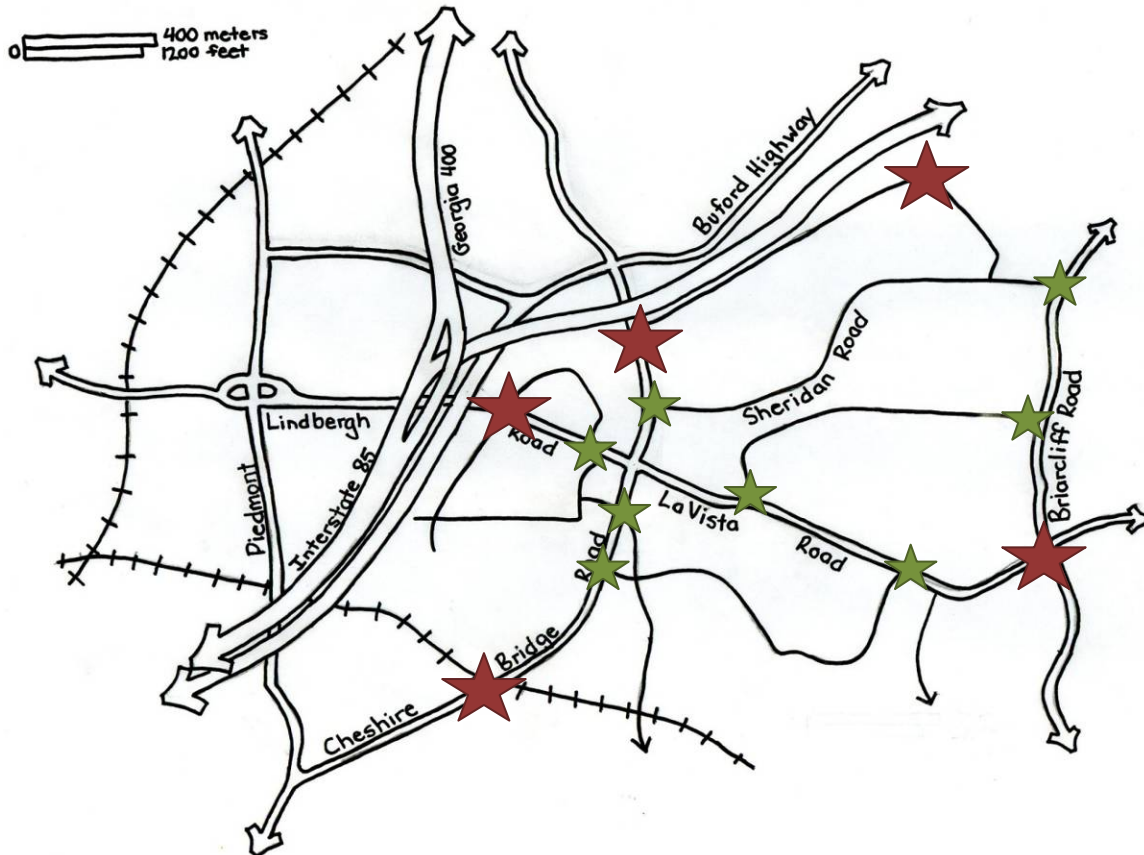 400 meters
0
1200 feet
Georgia 400
Buford Highway
Sheridan Road
Lindbergh
Road
Briarcliff Road
Piedmont
Interstate 85
LaVista
Road
Road
Bridge
Cheshire